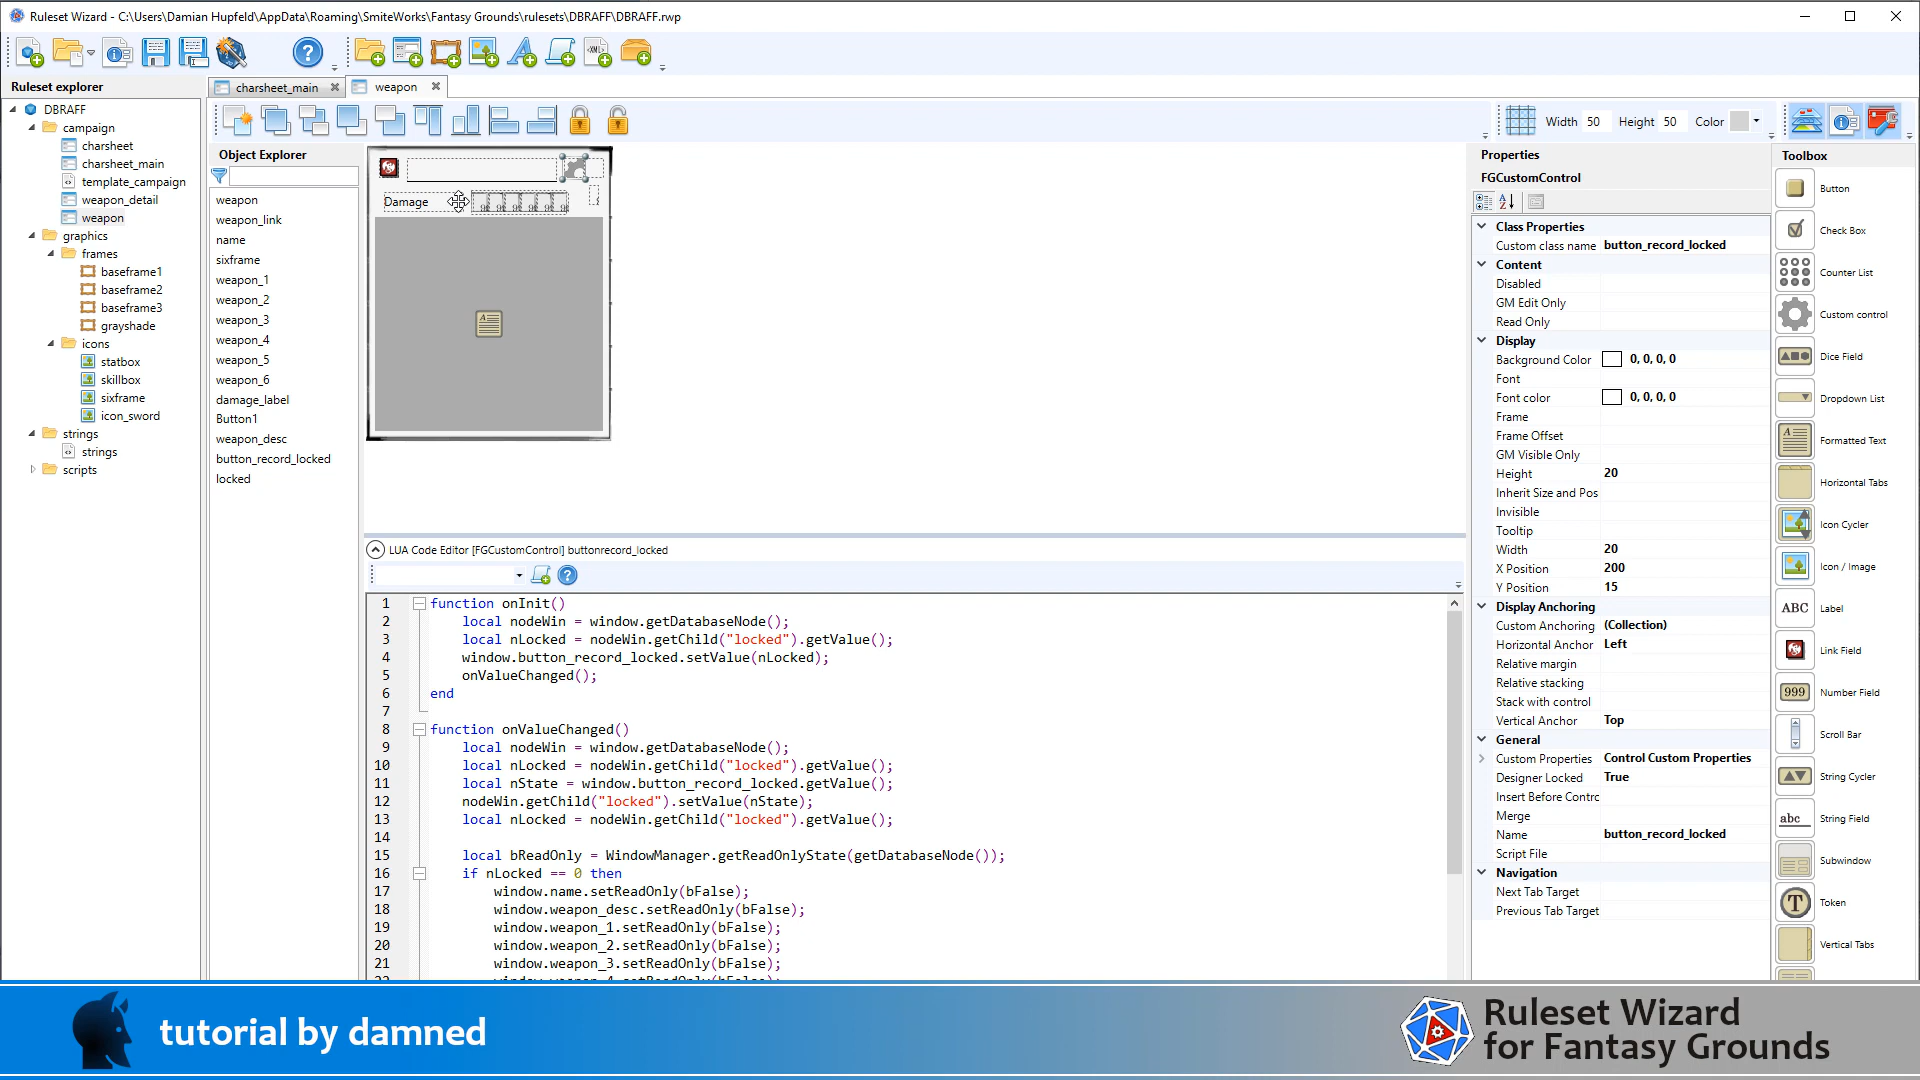 Ruleset Wizard - C:\Users\Damian Hupfeld\AppData\Roaming\SmiteWorks\Fantasy Grounds\rulesets\DBRAFF\DBRAFF.rwp
Ruleset explorer
DBRAFF
campaign
charsheet
charsheet_main
template_campaign
weapon_detail
weapon
graphics
frames
baseframe1
baseframe2
baseframe3
grayshade
icons
statbox
skillbox
sixframe
icon_sword
strings
strings
scripts
charsheet_main
weapon
Width 50 Height 50 Color
Object Explorer
weapon
weapon_link
name
sixframe
weapon_1
weapon_2
weapon_3
weapon_4
weapon_5
weapon_6
damage_label
Button1
weapon_desc
button_record_locked
locked
Damage
LUA Code Editor [FGCustomControl] buttonrecord_locked
1 function onInit()
2 local nodeWin = window.getDatabaseNode();
3 local nLocked = nodeWin.getChild("locked").getValue();
4 window.button_record_locked.setValue(nLocked);
5 onValueChanged();
6 end
7
8 function onValueChanged()
9 local nodeWin = window.getDatabaseNode();
10 local nLocked = nodeWin.getChild("locked").getValue();
11 local nState = window.button_record_locked.getValue();
12 nodeWin.getChild("locked").setValue(nState);
13 local nLocked = nodeWin.getChild("locked").getValue();
14
15 local bReadOnly = WindowManager.getReadOnlyState(getDatabaseNode());
16 if nLocked == 0 then
17 window.name.setReadOnly(bFalse);
18 window.weapon_desc.setReadOnly(bFalse);
19 window.weapon_1.setReadOnly(bFalse);
20 window.weapon_2.setReadOnly(bFalse);
21 window.weapon_3.setReadOnly(bFalse);
Properties
FGCustomControl
Class Properties
Custom class name button_record_locked
Content
Disabled
GM Edit Only
Read Only
Display
Background Color 0, 0, 0, 0
Font
Font color 0, 0, 0, 0
Frame
Frame Offset
GM Visible Only
Height 20
Inherit Size and Pos
Invisible
Tooltip
Width 20
X Position 200
Y Position 15
Display Anchoring
Custom Anchoring (Collection)
Horizontal Anchor Left
Relative margin
Relative stacking
Stack with control
Vertical Anchor Top
General
Custom Properties Control Custom Properties
Designer Locked True
Insert Before Contro
Merge
Name button_record_locked
Script File
Navigation
Next Tab Target
Previous Tab Target
Toolbox
Button
Check Box
Counter List
Custom control
Dice Field
Dropdown List
Formatted Text
Horizontal Tabs
Icon Cycler
Icon / Image
ABC Label
Link Field
999 Number Field
Scroll Bar
String Cycler
abc String Field
Subwindow
T Token
Vertical Tabs
tutorial by damned
Ruleset Wizard
for Fantasy Grounds